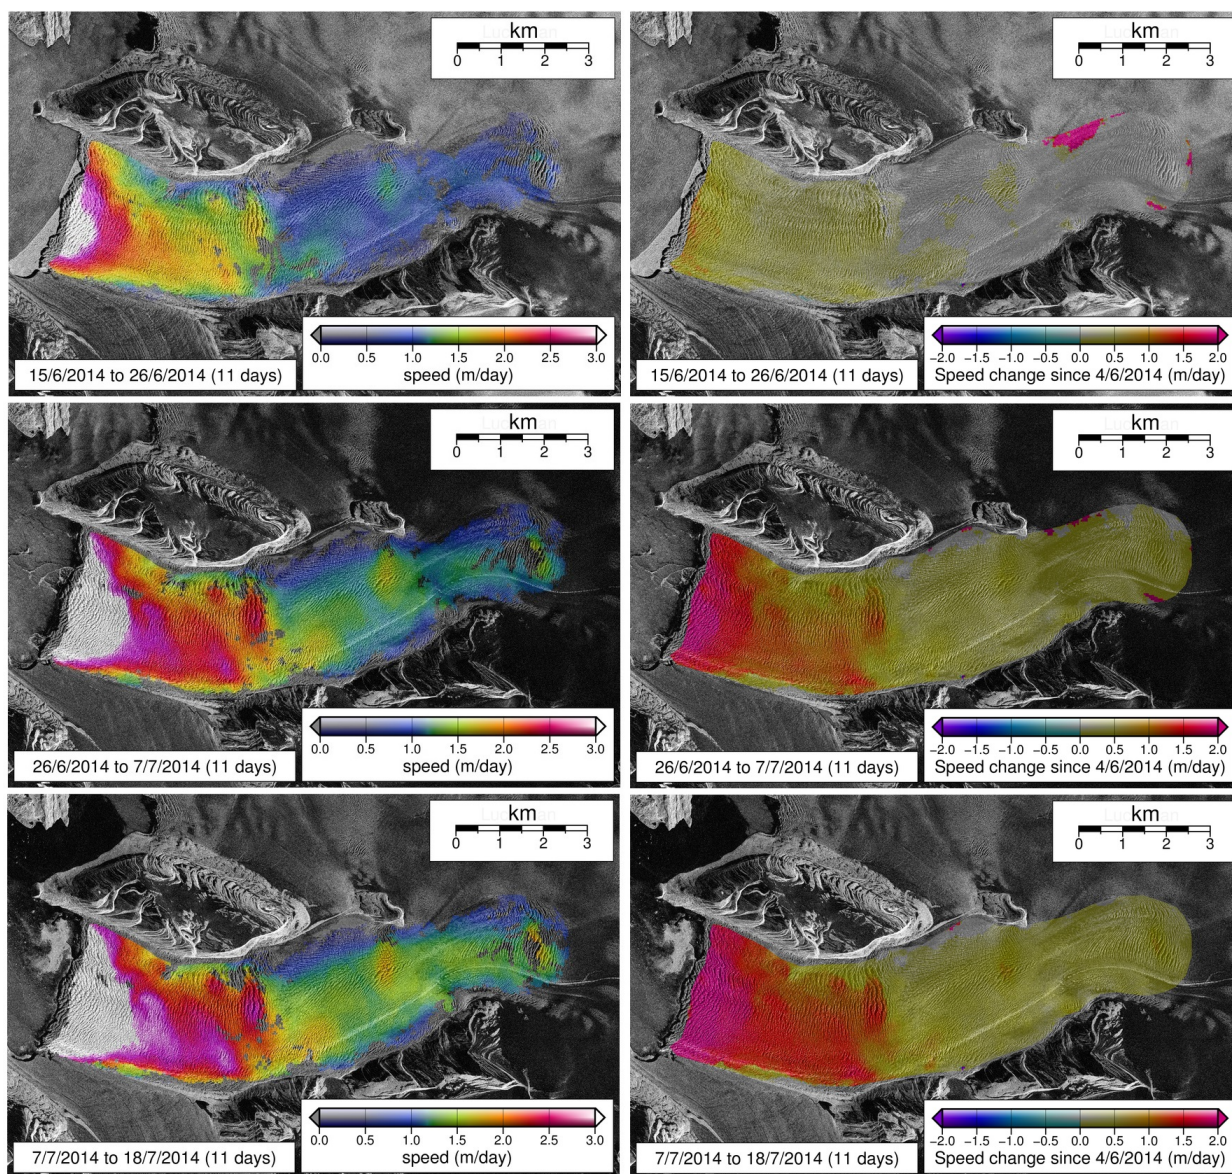 km
0 1 2 3
km
0 1 2 3
0.0 0.5 1.0 1.5 2.0 2.5 3.0
−2.0 −1.5 −1.0 −0.5 0.0 0.5 1.0 1.5 2.0
15/6/2014 to 26/6/2014 (11 days)
speed (m/day)
15/6/2014 to 26/6/2014 (11 days)
Speed change since 4/6/2014 (m/day)
km
0 1 2 3
km
0 1 2 3
0.0 0.5 1.0 1.5 2.0 2.5 3.0
−2.0 −1.5 −1.0 −0.5 0.0 0.5 1.0 1.5 2.0
26/6/2014 to 7/7/2014 (11 days)
speed (m/day)
26/6/2014 to 7/7/2014 (11 days)
Speed change since 4/6/2014 (m/day)
km
0 1 2 3
km
0 1 2 3
0.0 0.5 1.0 1.5 2.0 2.5 3.0
−2.0 −1.5 −1.0 −0.5 0.0 0.5 1.0 1.5 2.0
7/7/2014 to 18/7/2014 (11 days)
speed (m/day)
7/7/2014 to 18/7/2014 (11 days)
Speed change since 4/6/2014 (m/day)